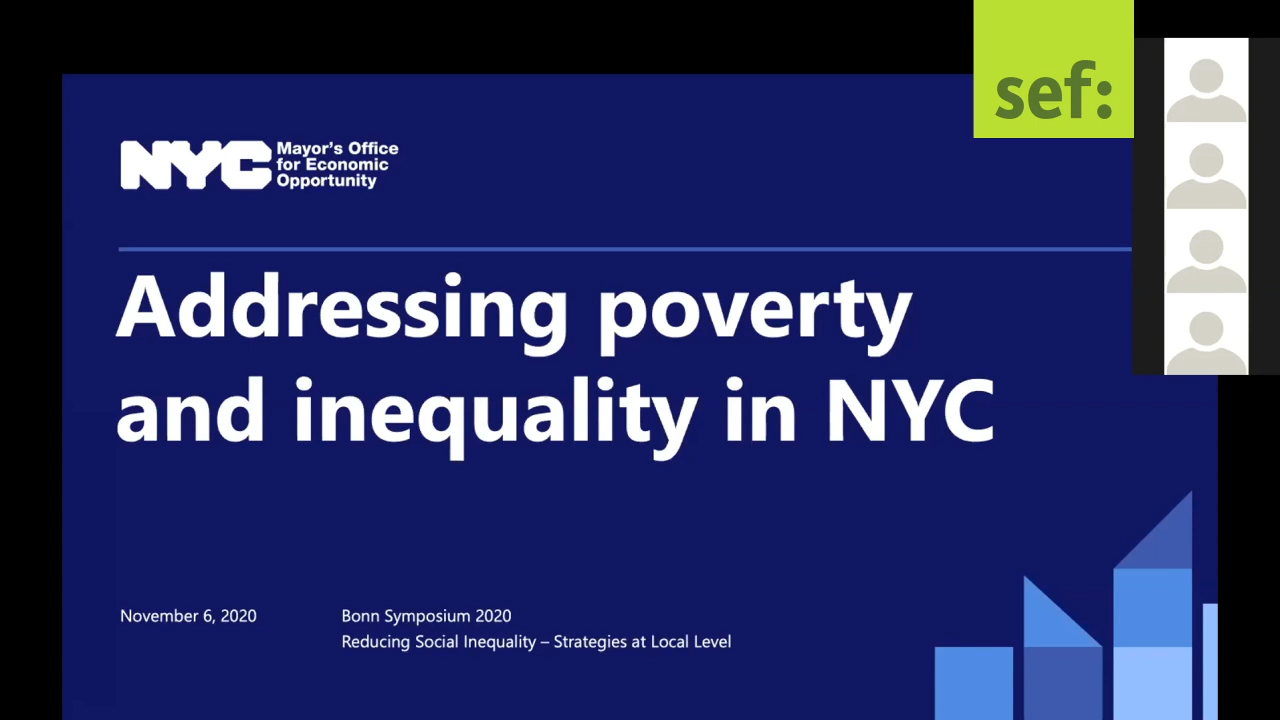 sef:
NYC
Mayor's Office
for Economic
Opportunity
Addressing poverty
and inequality in NYC
November 6, 2020
Bonn Symposium 2020
Reducing Social Inequality – Strategies at Local Level